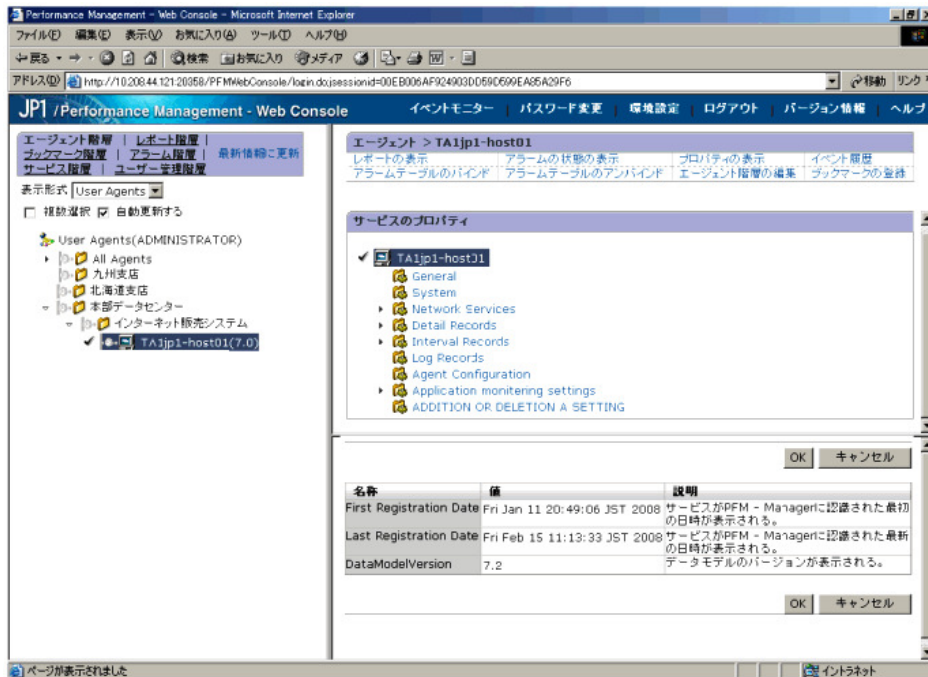 Performance Management - Web Console - Microsoft Internet Explorer
ファイル(F) 編集(E) 表示(V) お気に入り(A) ツール(T) ヘルプ(H)
戻る 検索 お気に入り メディア
アドレス(D) http://10.208.44.121:20358/PFMWebConsole/login.do;jsessionid=00EB006AF924903DD59D699EA85A29F6 移動 リンク
JP1 /Performance Management - Web Console イベントモニター | パスワード変更 | 環境設定 | ログアウト | バージョン情報 | ヘルプ
エージェント階層 | レポート階層 |
ブックマーク階層 | アラーム階層 | 最新情報に更新
サービス階層 | ユーザー管理階層
表示形式 User Agents
複数選択 自動更新する
User Agents(ADMINISTRATOR)
All Agents
九州支店
北海道支店
本部データセンター
インターネット販売システム
TA1jp1-host01(7.0)
エージェント > TA1jp1-host01
レポートの表示 アラームの状態の表示 プロパティの表示 イベント履歴
アラームテーブルのバインド アラームテーブルのアンバインド エージェント階層の編集 ブックマークの登録
サービスのプロパティ
TA1jp1-host01
General
System
Network Services
Detail Records
Interval Records
Log Records
Agent Configuration
Application monitering settings
ADDITION OR DELETION A SETTING
OK キャンセル
名称 値 説明
First Registration Date Fri Jan 11 20:49:06 JST 2008 サービスがPFM - Managerに認識された最初の日時が表示される。
Last Registration Date Fri Feb 15 11:13:33 JST 2008 サービスがPFM - Managerに認識された最新の日時が表示される。
DataModelVersion 7.2 データモデルのバージョンが表示される。
OK キャンセル
ページが表示されました イントラネット